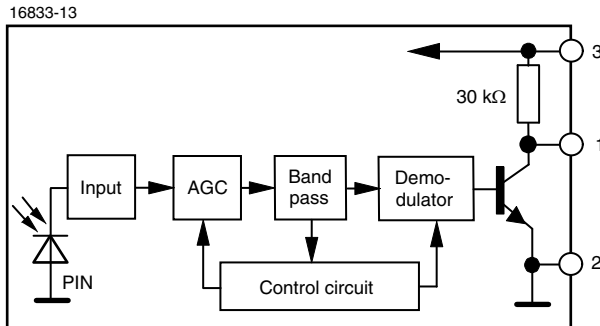 16833-13
3
30 kΩ
1
Input
AGC
Band
pass
Demo-
dulator
PIN
Control circuit
2